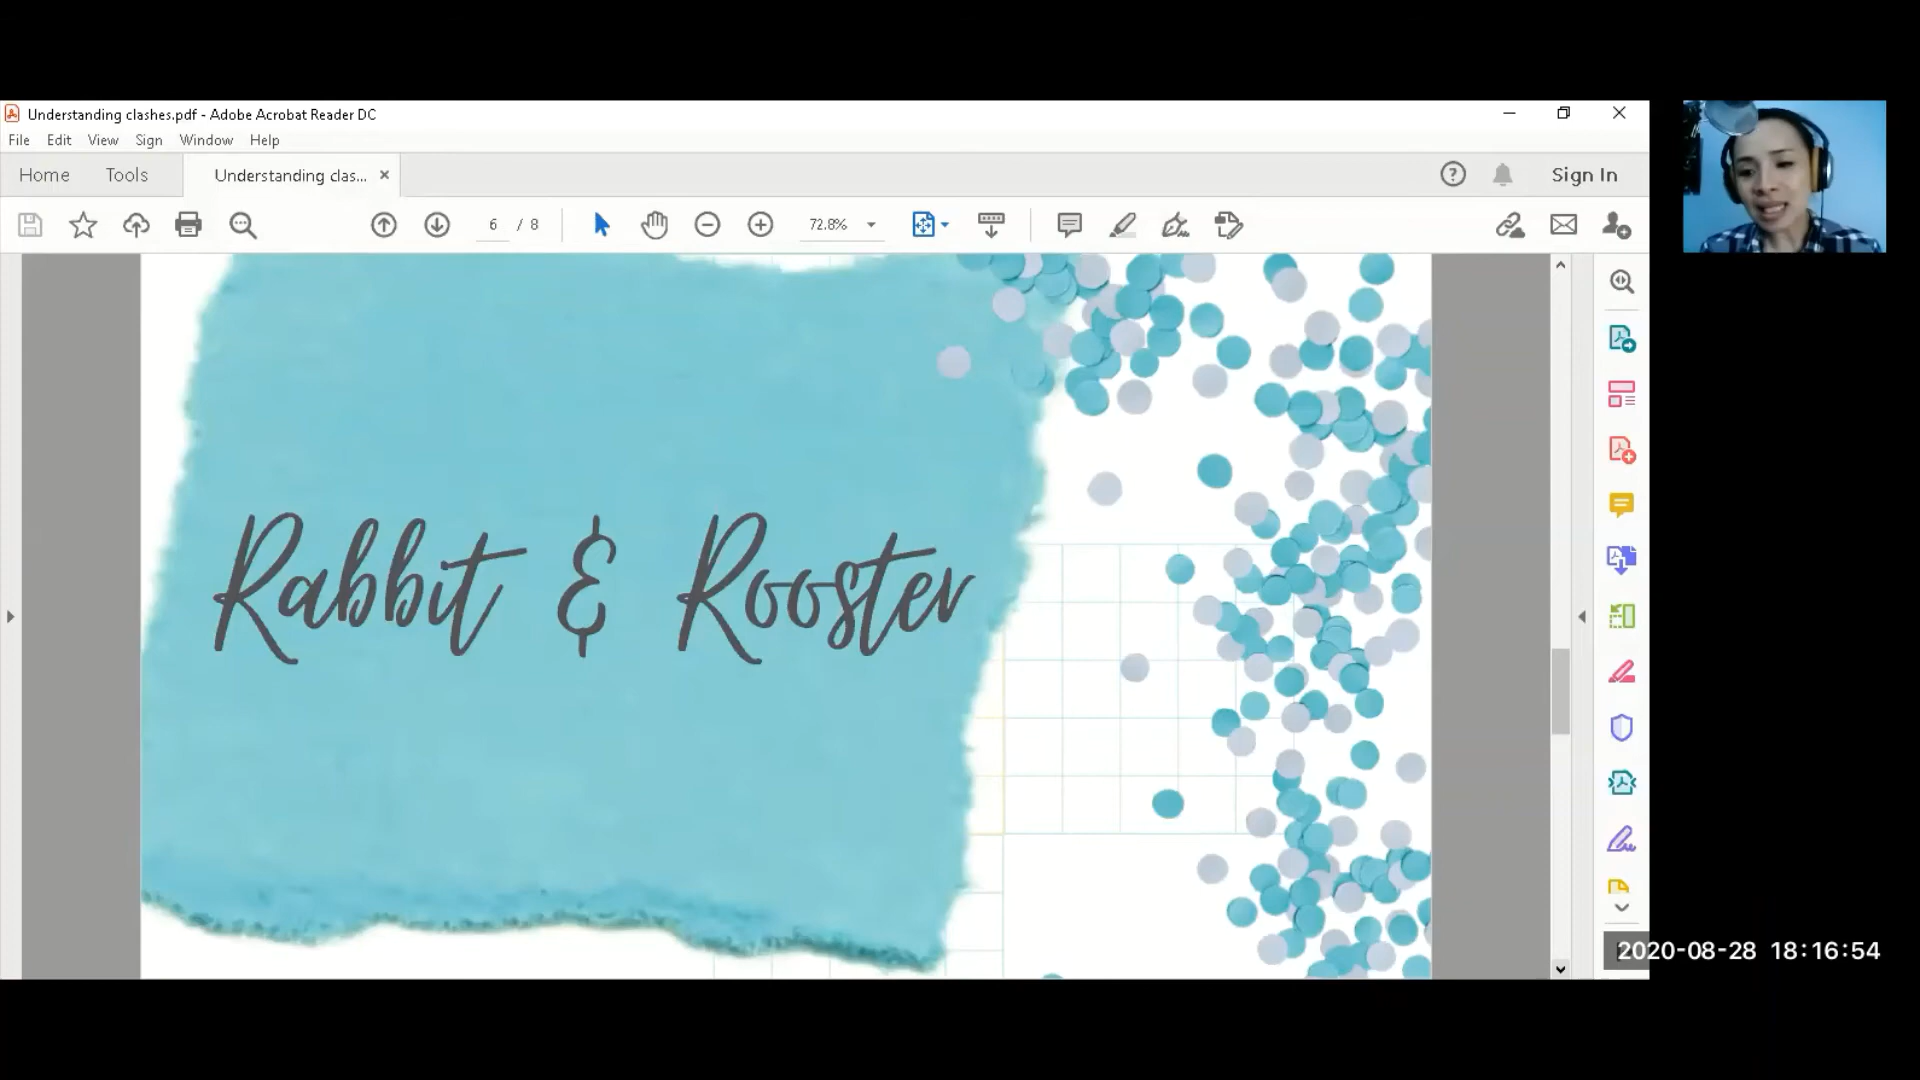 Understanding clashes.pdf - Adobe Acrobat Reader DC
File Edit View Sign Window Help
Home Tools Understanding clas... Sign In
6 / 8 72.8%
Rabbit & Rooster
2020-08-28 18:16:54